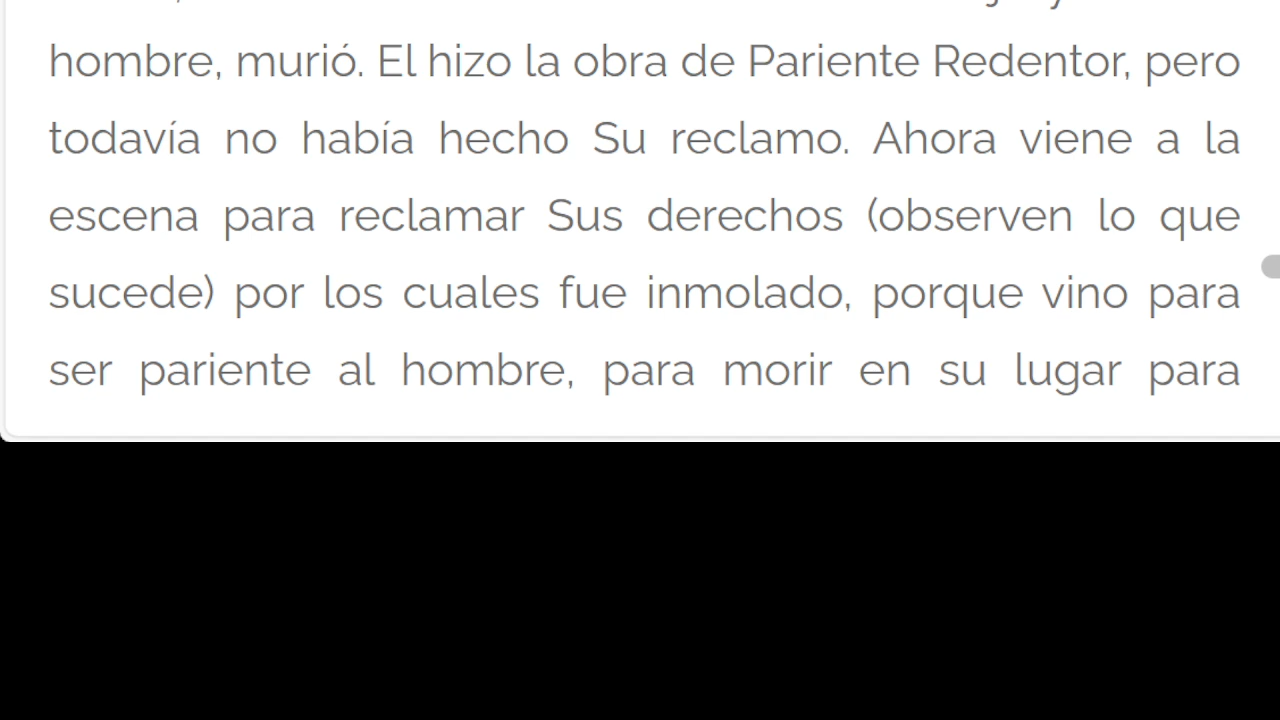 hombre, murió. El hizo la obra de Pariente Redentor, pero
todavía no había hecho Su reclamo. Ahora viene a la
escena para reclamar Sus derechos (observen lo que
sucede) por los cuales fue inmolado, porque vino para
ser pariente al hombre, para morir en su lugar para